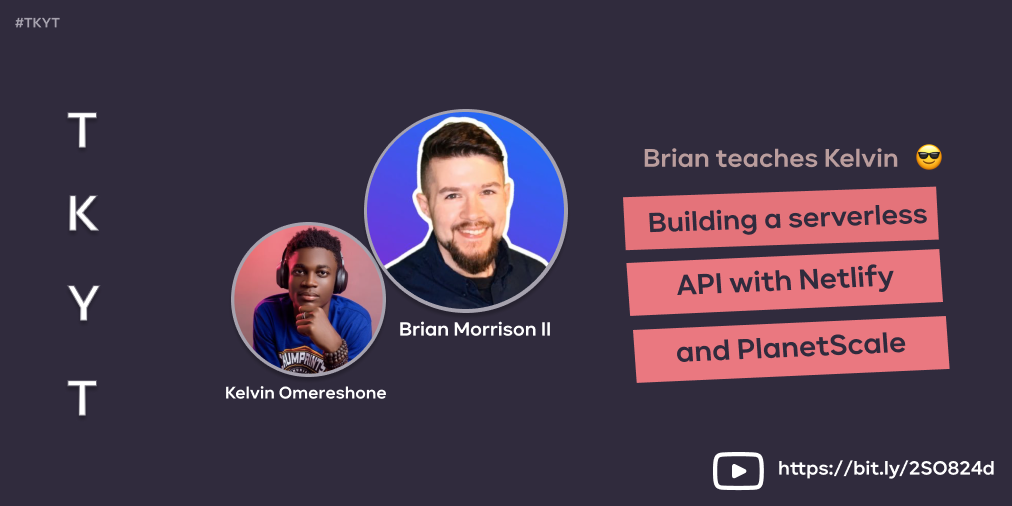 #TKYT
T
K
Y
T
Brian Morrison II
Kelvin Omereshone
Brian teaches Kelvin 😎
Building a serverless
API with Netlify
and PlanetScale
https://bit.ly/2SO824d